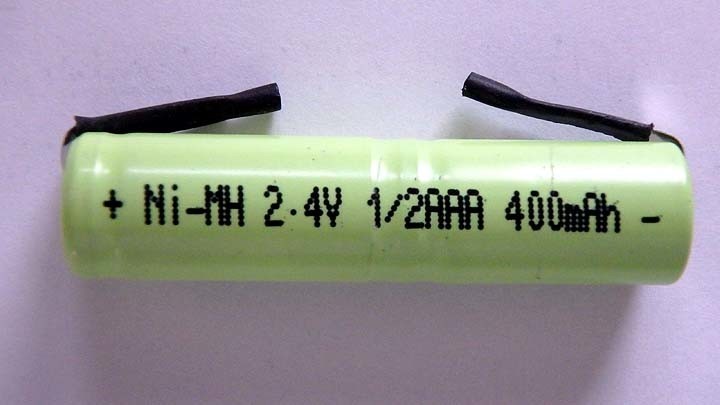 + Ni-MH 2.4V 1/2AAA 400mAh -